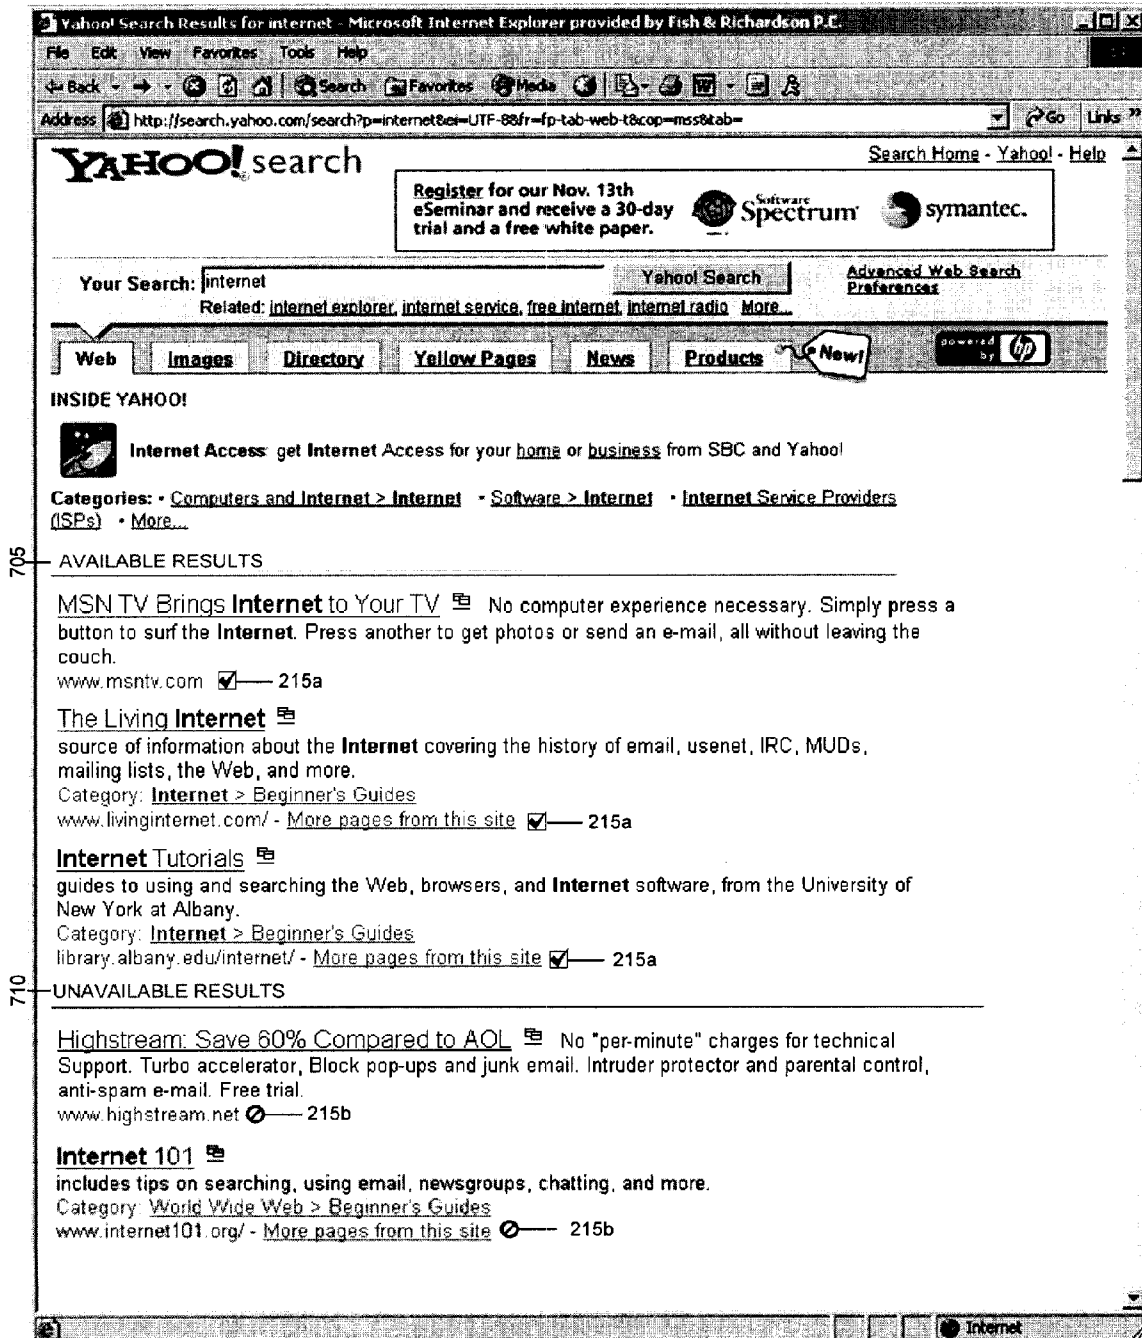 Yahoo! Search Results for internet - Microsoft Internet Explorer provided by Fish & Richardson P.C.
File Edit View Favorites Tools Help
Back Search Favorites Media
Address http://search.yahoo.com/search?p=internet&ei=UTF-8&fr=fp-tab-web-t&cop=mss&tab= Go Links »
YAHOO! search
Search Home - Yahoo! - Help
Register for our Nov. 13th
eSeminar and receive a 30-day
trial and a free white paper.
Software
Spectrum
symantec.
Your Search: internet Yahoo! Search Advanced Web Search
Preferences
Related: internet explorer, internet service, free internet, internet radio More...
Web Images Directory Yellow Pages News Products New! powered by hp
INSIDE YAHOO!
Internet Access: get Internet Access for your home or business from SBC and Yahoo!
Categories: • Computers and Internet > Internet • Software > Internet • Internet Service Providers
(ISPs) • More...
705 AVAILABLE RESULTS
MSN TV Brings Internet to Your TV No computer experience necessary. Simply press a
button to surf the Internet. Press another to get photos or send an e-mail, all without leaving the
couch.
www.msntv.com 215a
The Living Internet
source of information about the Internet covering the history of email, usenet, IRC, MUDs,
mailing lists, the Web, and more.
Category: Internet > Beginner's Guides
www.livinginternet.com/ - More pages from this site 215a
Internet Tutorials
guides to using and searching the Web, browsers, and Internet software, from the University of
New York at Albany.
Category: Internet > Beginner's Guides
library.albany.edu/internet/ - More pages from this site 215a
710 UNAVAILABLE RESULTS
Highstream: Save 60% Compared to AOL No "per-minute" charges for technical
Support. Turbo accelerator, Block pop-ups and junk email. Intruder protector and parental control,
anti-spam e-mail. Free trial.
www.highstream.net 215b
Internet 101
includes tips on searching, using email, newsgroups, chatting, and more.
Category: World Wide Web > Beginner's Guides
www.internet101.org/ - More pages from this site 215b
Internet